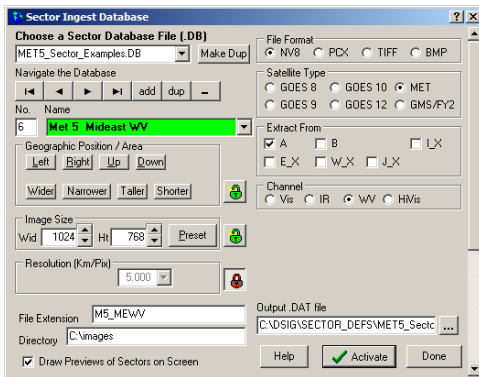 Sector Ingest Database
Choose a Sector Database File (.DB)
MET5_Sector_Examples.DB
Make Dup
Navigate the Database
add dup –
No. Name
6 Met 5 Mideast WV
Geographic Position / Area
Left Right Up Down
Wider Narrower Taller Shorter
Image Size
Wid 1024 Ht 768 Preset
Resolution (Km/Pix)
5.000
File Extension M5_MEWV
Directory C:\images
Draw Previews of Sectors on Screen
File Format
NV8 PCX TIFF BMP
Satellite Type
GOES 8 GOES 10 MET
GOES 9 GOES 12 GMS/FY2
Extract From
A B I_X
E_X W_X J_X
Channel
Vis IR WV HiVis
Output .DAT file
C:\DSIG\SECTOR_DEFS\MET5_Secto ...
Help Activate Done